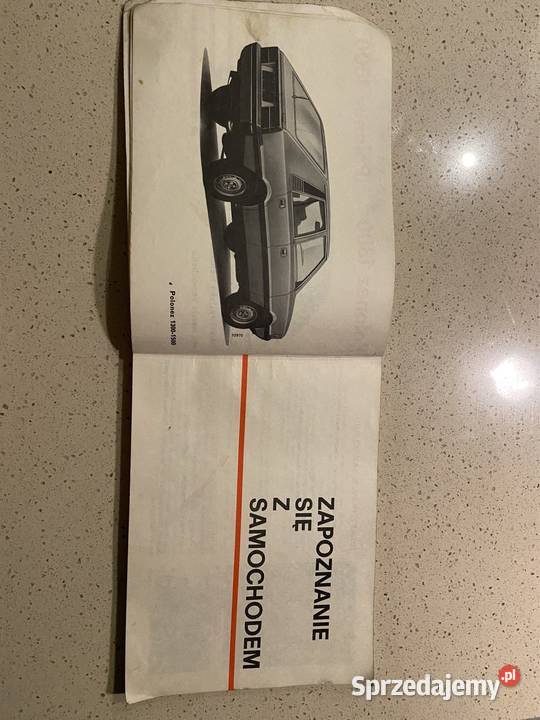 Polonez 1300-1500
ZAPOZNANIE
SIĘ
Z
SAMOCHODEM
Sprzedajemy.pl